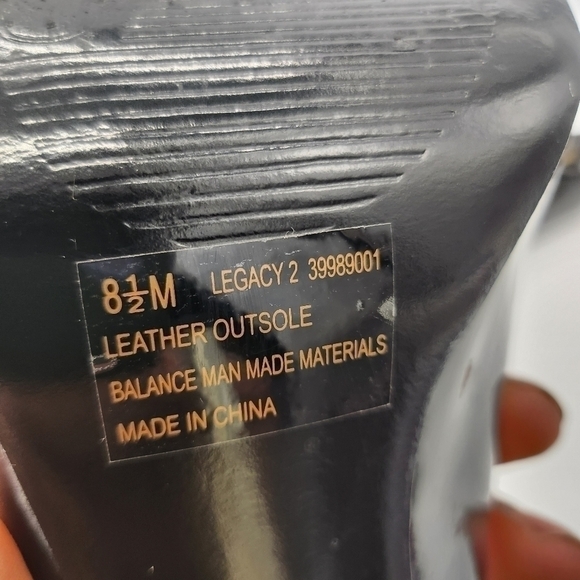 8½M LEGACY 2 39989001
LEATHER OUTSOLE
BALANCE MAN MADE MATERIALS
MADE IN CHINA